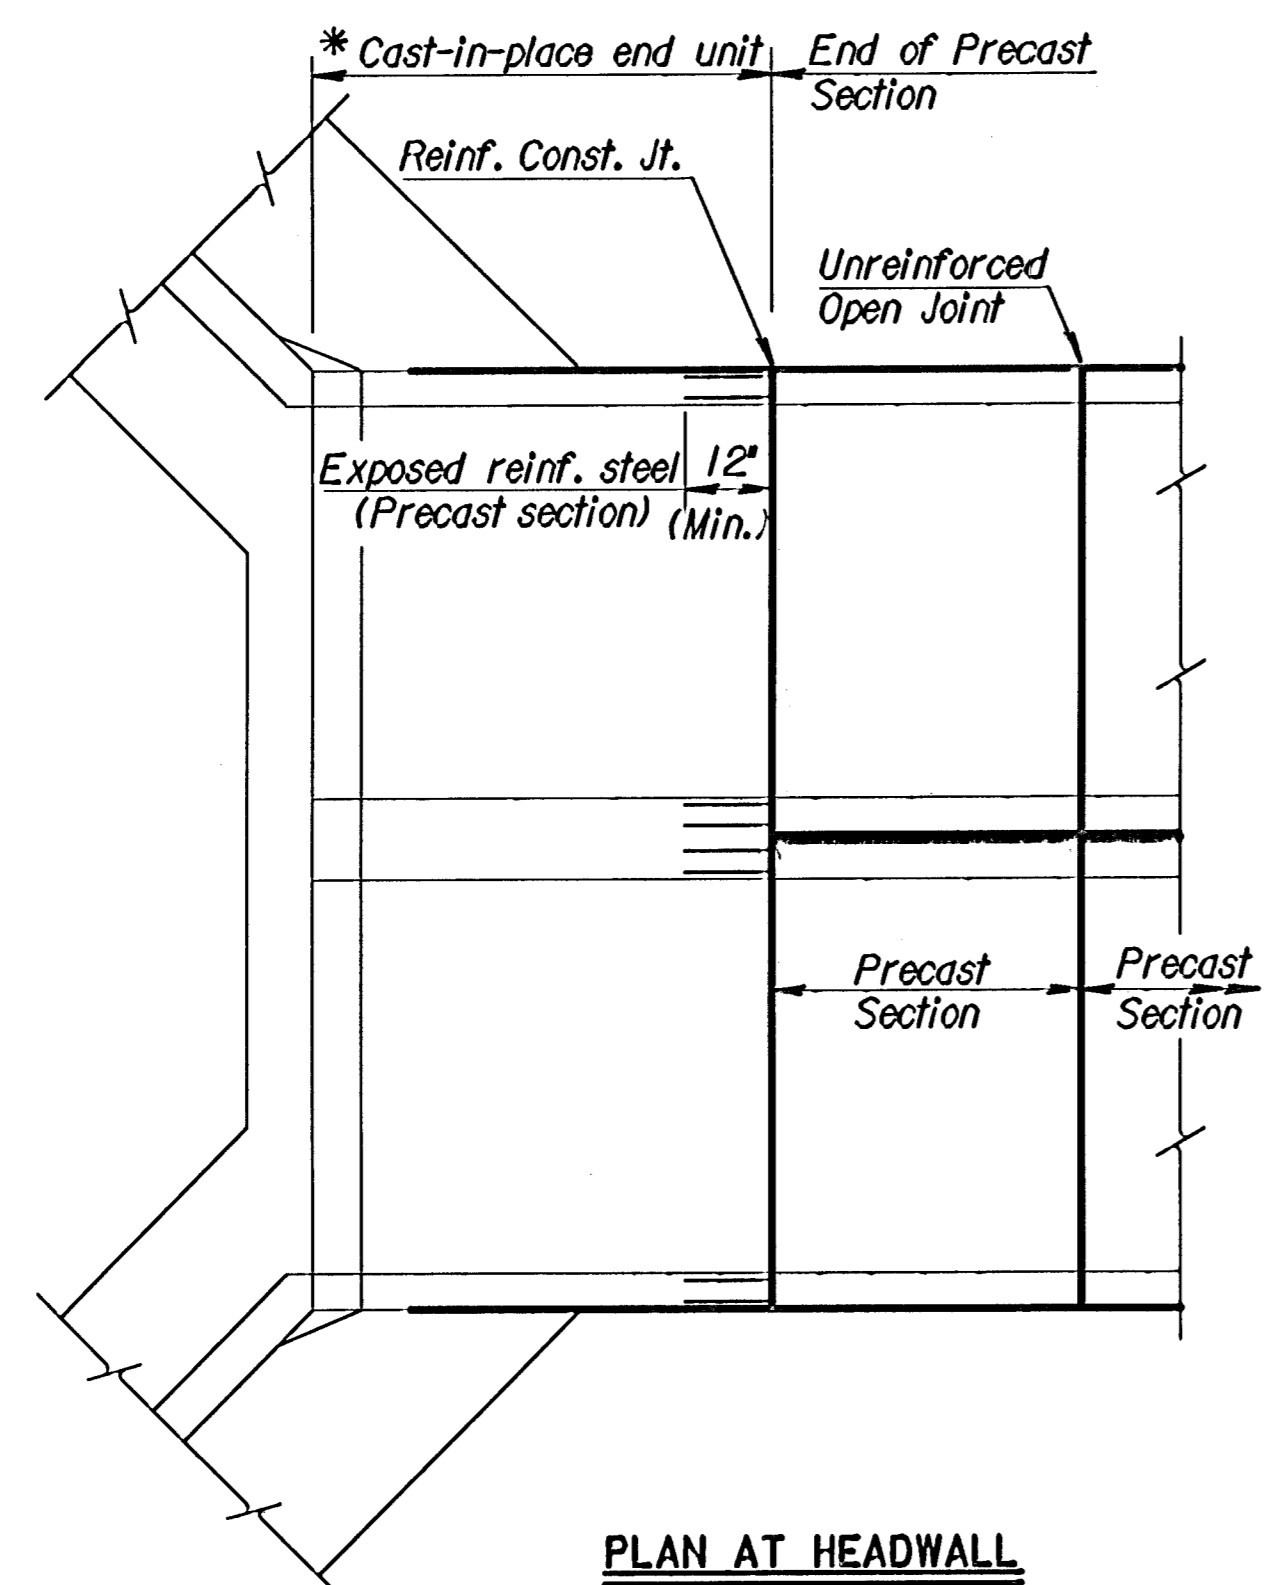 * Cast-in-place end unit
End of Precast
Section
Reinf. Const. Jt.
Unreinforced
Open Joint
Exposed reinf. steel
(Precast section)
12"
(Min.)
Precast
Section
Precast
Section
PLAN AT HEADWALL